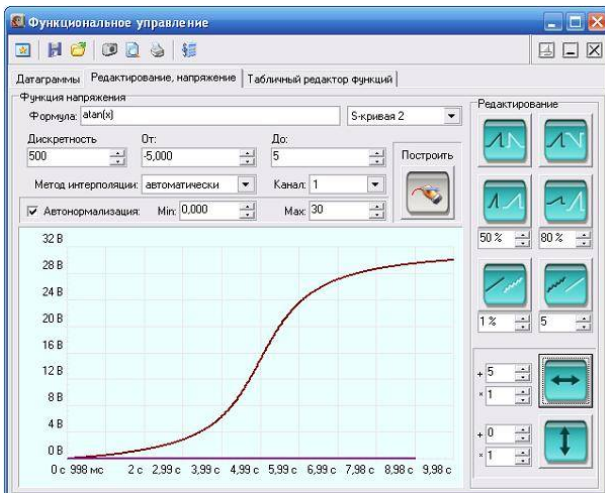 Функциональное управление
Датаграммы Редактирование, напряжение Табличный редактор функций
Функция напряжения
Формула: atan(x) S-кривая 2
Дискретность От: До:
500 -5,000 5
Построить
Метод интерполяции: автоматически Канал: 1
Автонормализация: Min: 0,000 Max: 30
32 В
28 В
24 В
20 В
16 В
12 В
8 В
4 В
0 В
0 с 998 мс 2 с 2,99 с 3,99 с 4,99 с 5,99 с 6,99 с 7,98 с 8,98 с 9,98 с
Редактирование
50 % 80 %
1 % 5
+ 5
* 1
+ 0
* 1